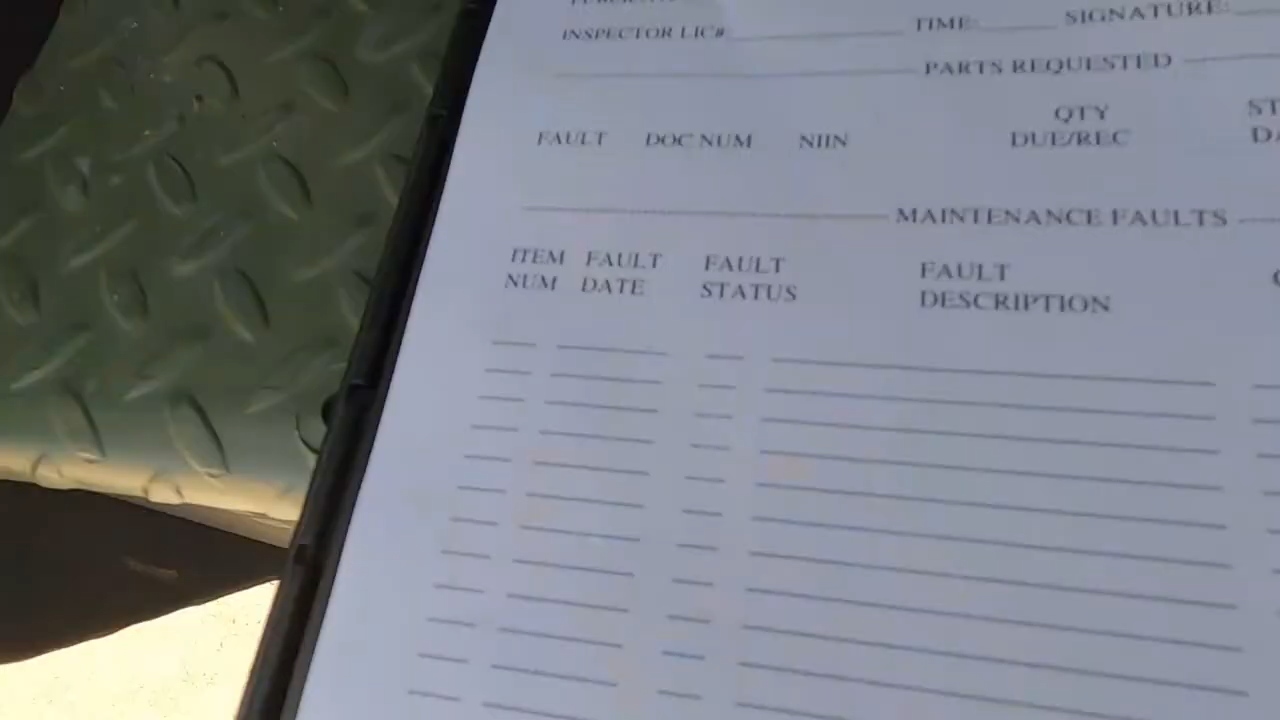 INSPECTOR LIC# TIME: SIGNATURE:
PARTS REQUESTED
QTY
FAULT DOC NUM NIIN DUE/REC
MAINTENANCE FAULTS
ITEM FAULT FAULT FAULT
NUM DATE STATUS DESCRIPTION